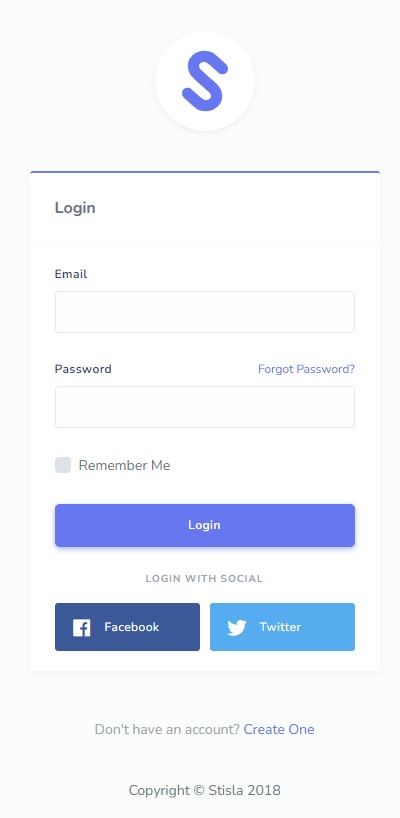 Login
Email
Password Forgot Password?
Remember Me
Login
LOGIN WITH SOCIAL
Facebook Twitter
Don't have an account? Create One
Copyright © Stisla 2018